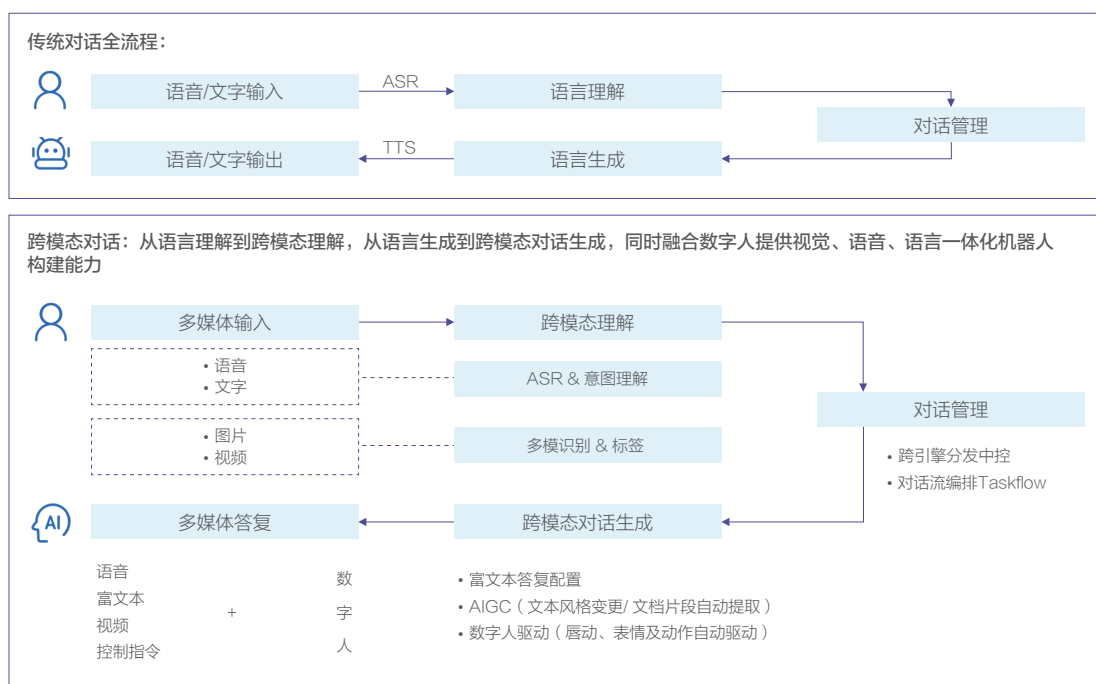 传统对话全流程：
语音/文字输入
ASR
语言理解
对话管理
语音/文字输出
TTS
语言生成
跨模态对话：从语言理解到跨模态理解，从语言生成到跨模态对话生成，同时融合数字人提供视觉、语音、语言一体化机器人
构建能力
多媒体输入
跨模态理解
• 语音
• 文字
ASR & 意图理解
对话管理
• 图片
• 视频
多模识别 & 标签
• 跨引擎分发中控
• 对话流编排Taskflow
AI
多媒体答复
跨模态对话生成
语音
富文本
视频
控制指令
+
数
字
人
• 富文本答复配置
• AIGC（文本风格变更/ 文档片段自动提取）
• 数字人驱动（唇动、表情及动作自动驱动）